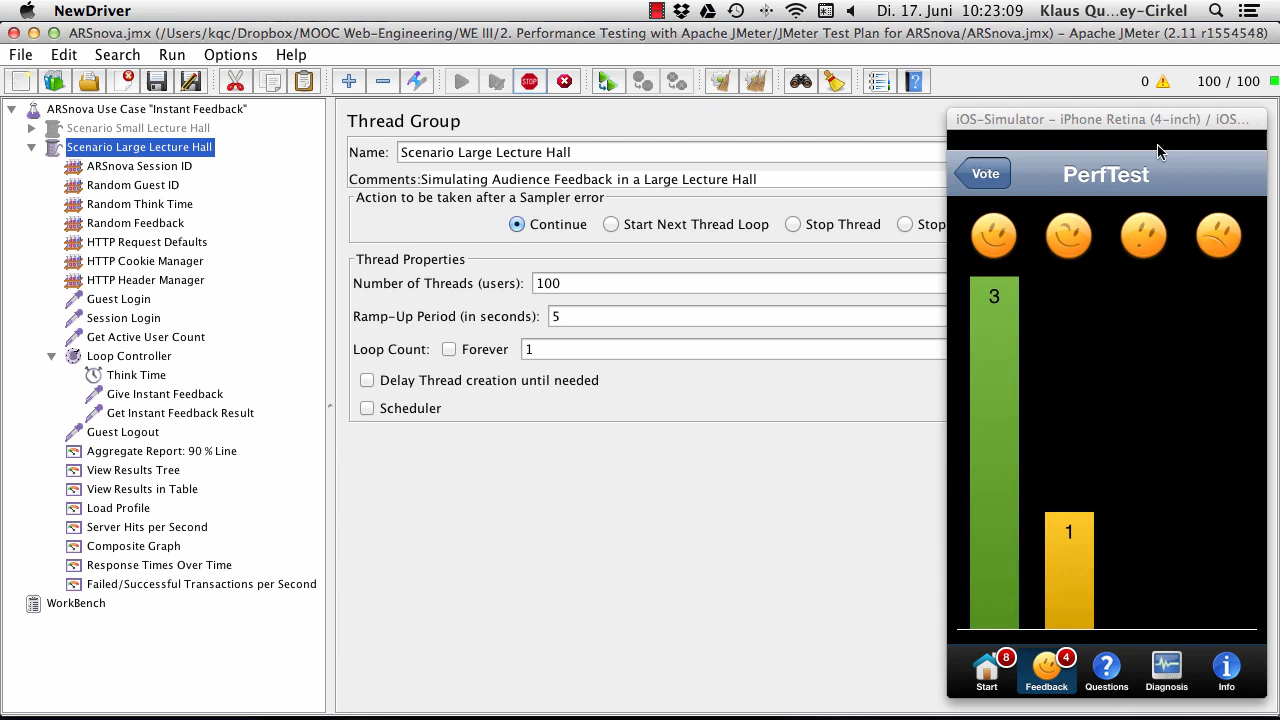 NewDriver Di. 17. Juni 10:23:09 Klaus Qu...ey-Cirkel
ARSnova.jmx (/Users/kqc/Dropbox/MOOC Web-Engineering/WE III/2. Performance Testing with Apache JMeter/JMeter Test Plan for ARSnova/ARSnova.jmx) - Apache JMeter (2.11 r1554548)
File Edit Search Run Options Help
STOP 0 100 / 100
ARSnova Use Case "Instant Feedback"
Scenario Small Lecture Hall
Scenario Large Lecture Hall
ARSnova Session ID
Random Guest ID
Random Think Time
Random Feedback
HTTP Request Defaults
HTTP Cookie Manager
HTTP Header Manager
Guest Login
Session Login
Get Active User Count
Loop Controller
Think Time
Give Instant Feedback
Get Instant Feedback Result
Guest Logout
Aggregate Report: 90 % Line
View Results Tree
View Results in Table
Load Profile
Server Hits per Second
Composite Graph
Response Times Over Time
Failed/Successful Transactions per Second
WorkBench
Thread Group
Name: Scenario Large Lecture Hall
Comments: Simulating Audience Feedback in a Large Lecture Hall
Action to be taken after a Sampler error
Continue Start Next Thread Loop Stop Thread Stop
Thread Properties
Number of Threads (users): 100
Ramp-Up Period (in seconds): 5
Loop Count: Forever 1
Delay Thread creation until needed
Scheduler
iOS-Simulator - iPhone Retina (4-inch) / iOS...
Vote PerfTest
3
1
8 4
Start Feedback Questions Diagnosis Info